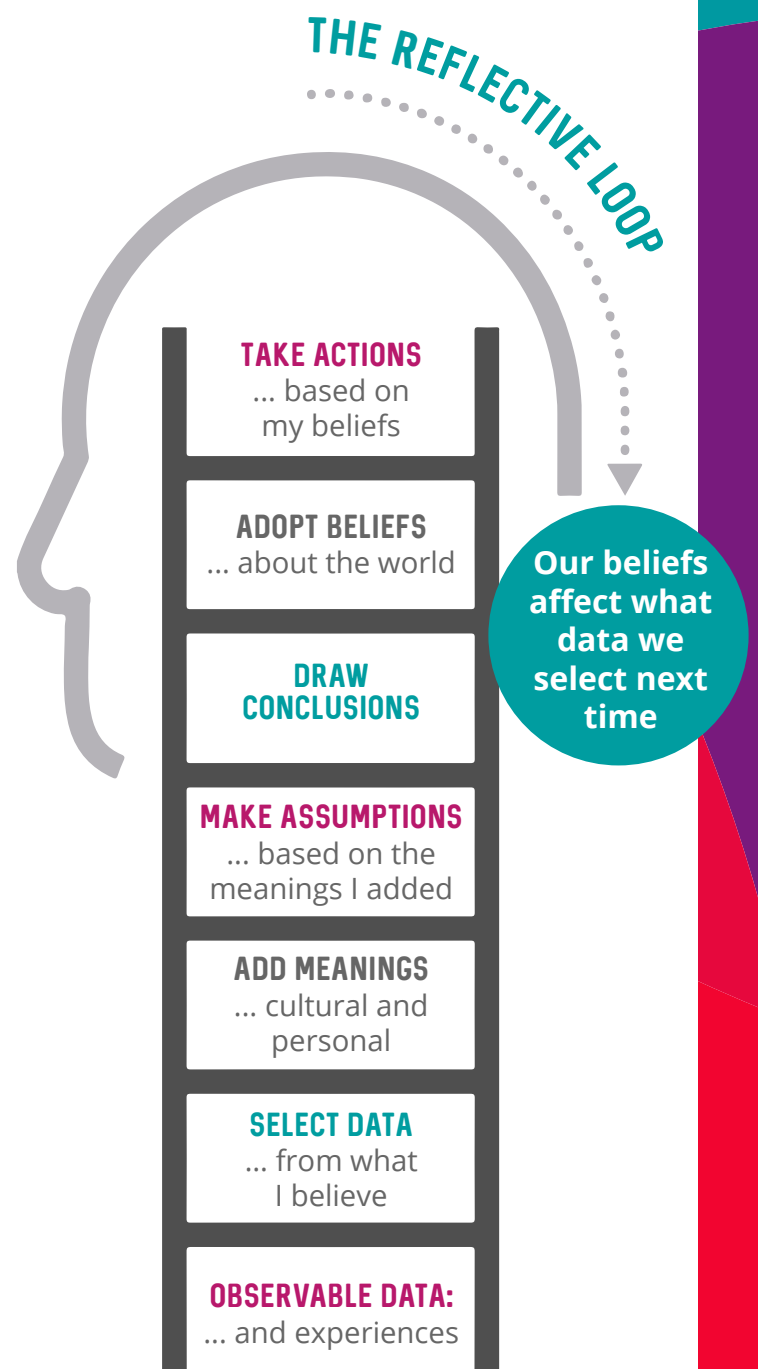 THE REFLECTIVE LOOP
TAKE ACTIONS
... based on
my beliefs
ADOPT BELIEFS
... about the world
Our beliefs
affect what
data we
select next
time
DRAW
CONCLUSIONS
MAKE ASSUMPTIONS
... based on the
meanings I added
ADD MEANINGS
... cultural and
personal
SELECT DATA
... from what
I believe
OBSERVABLE DATA:
... and experiences